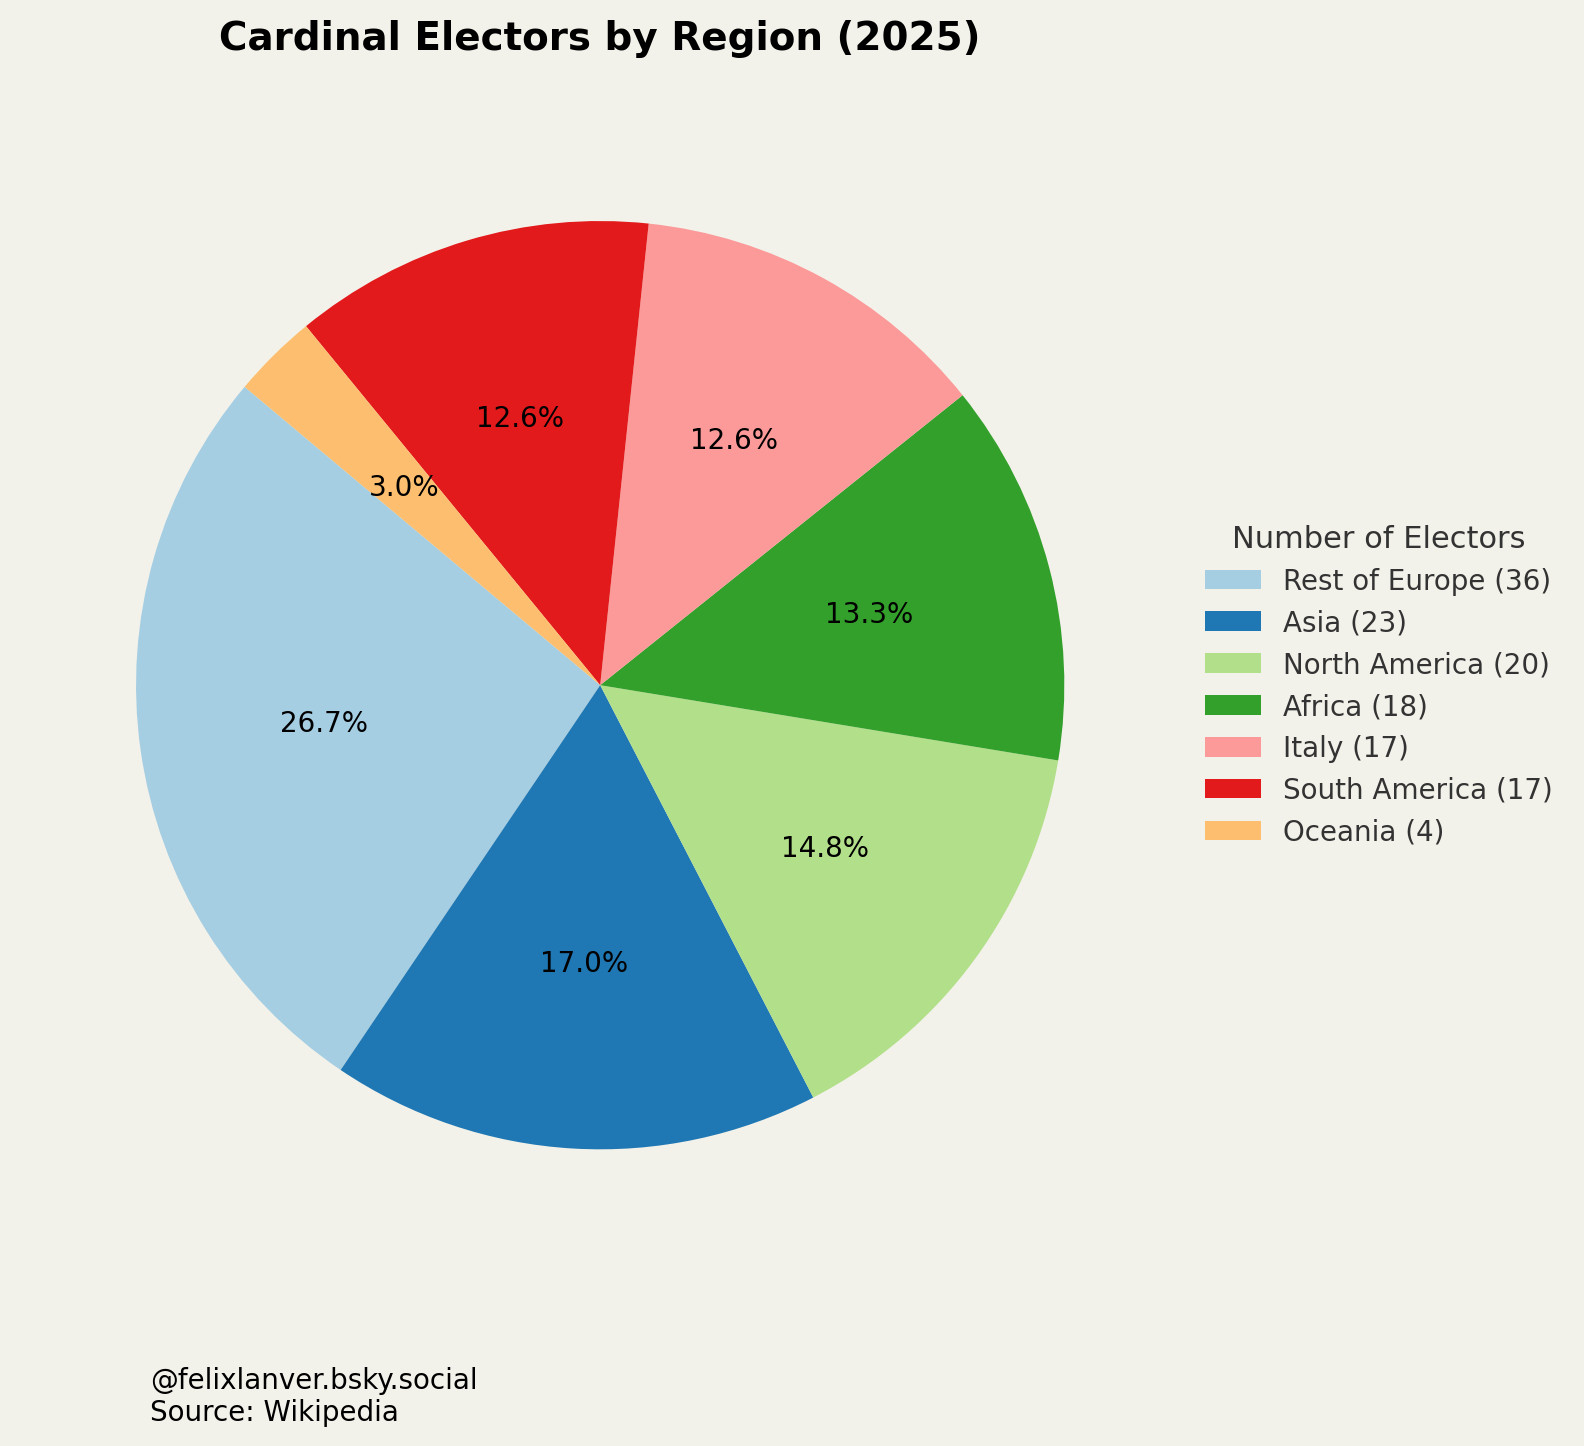 Cardinal Electors by Region (2025)
12.6%
12.6%
3.0%
13.3%
26.7%
14.8%
17.0%
Number of Electors
Rest of Europe (36)
Asia (23)
North America (20)
Africa (18)
Italy (17)
South America (17)
Oceania (4)
@felixlanver.bsky.social
Source: Wikipedia